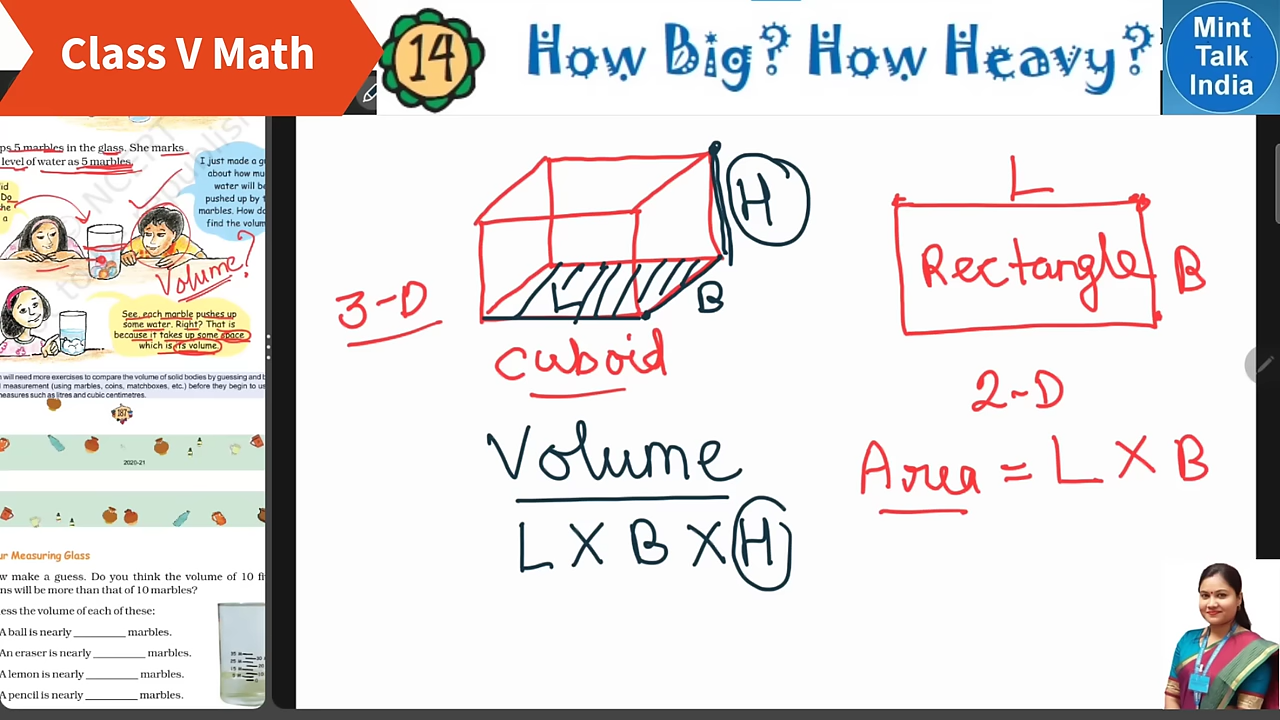 Class V Math
14
How Big? How Heavy?
Mint
Talk
India
ps 5 marbles in the glass. She marks
level of water as 5 marbles.
I just made a g
about how mu
water will be
pushed up by t
marbles. How do
find the volum
id
Do
she
a
Volume?
See, each marble pushes up
some water. Right? That is
because it takes up some space
which is its volume.
n will need more exercises to compare the volume of solid bodies by guessing and b
l measurement (using marbles, coins, matchboxes, etc.) before they begin to us
measures such as litres and cubic centimetres.
187
2020-21
ur Measuring Glass
w make a guess. Do you think the volume of 10 fi
ns will be more than that of 10 marbles?
ess the volume of each of these:
A ball is nearly ________ marbles.
An eraser is nearly ________ marbles.
A lemon is nearly ________ marbles.
A pencil is nearly ________ marbles.
H
L
B
3-D
Cuboid
Volume
L X B X H
L
Rectangle
B
2-D
Area = L X B